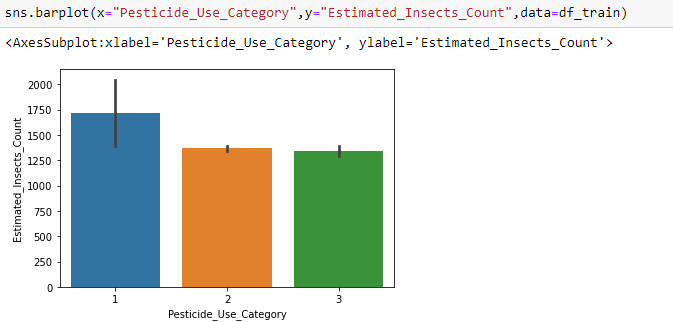 sns.barplot(x="Pesticide_Use_Category",y="Estimated_Insects_Count",data=df_train)
<AxesSubplot:xlabel='Pesticide_Use_Category', ylabel='Estimated_Insects_Count'>
Estimated_Insects_Count
2000
1750
1500
1250
1000
750
500
250
0
1 2 3
Pesticide_Use_Category